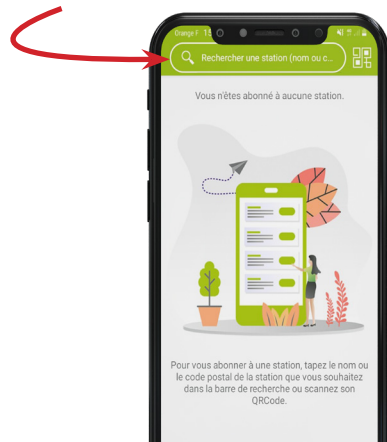 Orange F 13
Rechercher une station (nom ou c...
Vous n'êtes abonné à aucune station.
Pour vous abonner à une station, tapez le nom ou
le code postal de la station que vous souhaitez
dans la barre de recherche ou scannez son
QRCode.